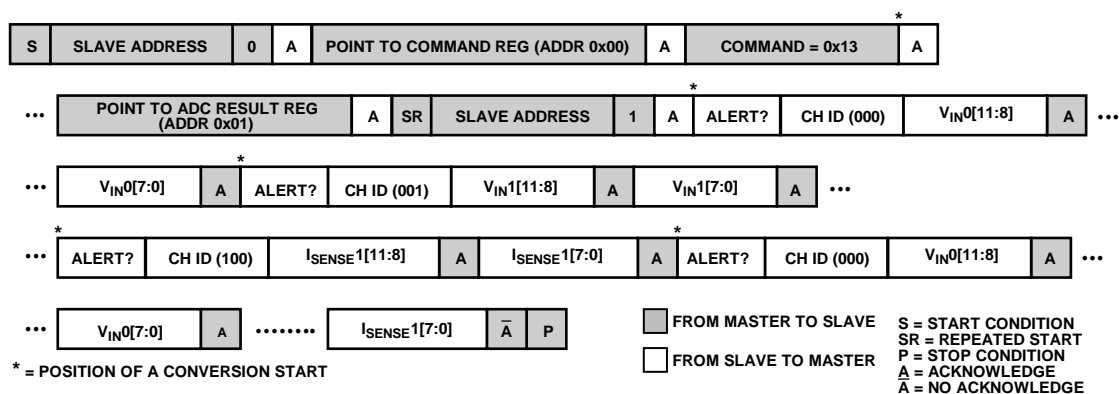 *
S SLAVE ADDRESS 0 A POINT TO COMMAND REG (ADDR 0x00) A COMMAND = 0x13 A
*
••• POINT TO ADC RESULT REG (ADDR 0x01) A SR SLAVE ADDRESS 1 A ALERT? CH ID (000) VIN0[11:8] A •••
*
••• VIN0[7:0] A ALERT? CH ID (001) VIN1[11:8] A VIN1[7:0] A •••
* *
••• ALERT? CH ID (100) ISENSE1[11:8] A ISENSE1[7:0] A ALERT? CH ID (000) VIN0[11:8] A •••
••• VIN0[7:0] A •••••••• ISENSE1[7:0] A̅ P
* = POSITION OF A CONVERSION START
FROM MASTER TO SLAVE
FROM SLAVE TO MASTER
S = START CONDITION
SR = REPEATED START
P = STOP CONDITION
A = ACKNOWLEDGE
A̅ = NO ACKNOWLEDGE